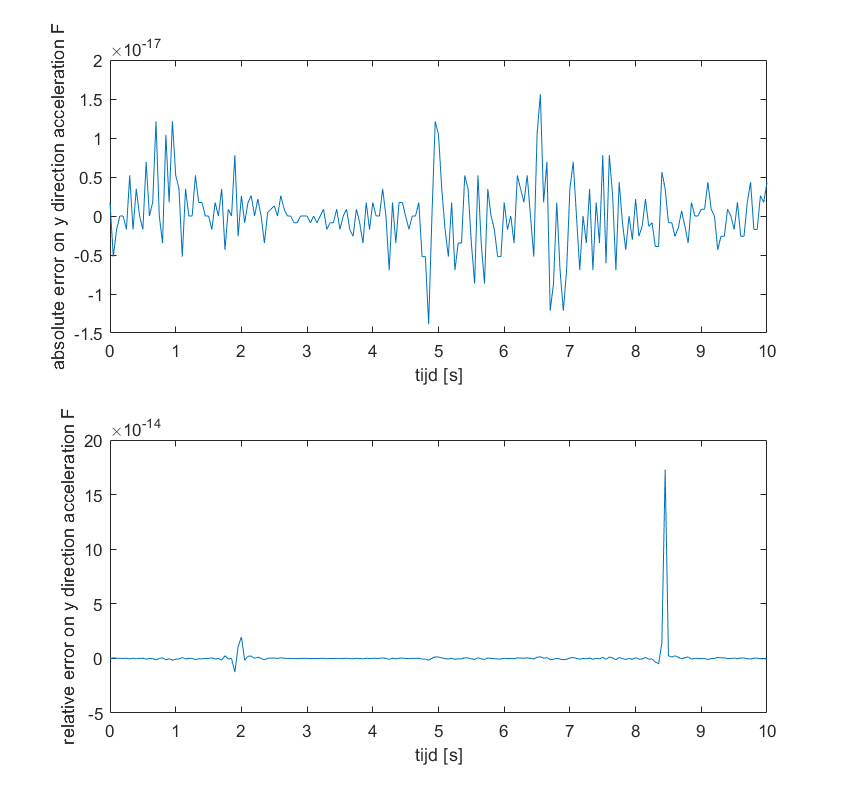 ×10-17
absolute error on y direction acceleration F
2
1.5
1
0.5
0
-0.5
-1
-1.5
0 1 2 3 4 5 6 7 8 9 10
tijd [s]
×10-14
relative error on y direction acceleration F
20
15
10
5
0
-5
0 1 2 3 4 5 6 7 8 9 10
tijd [s]